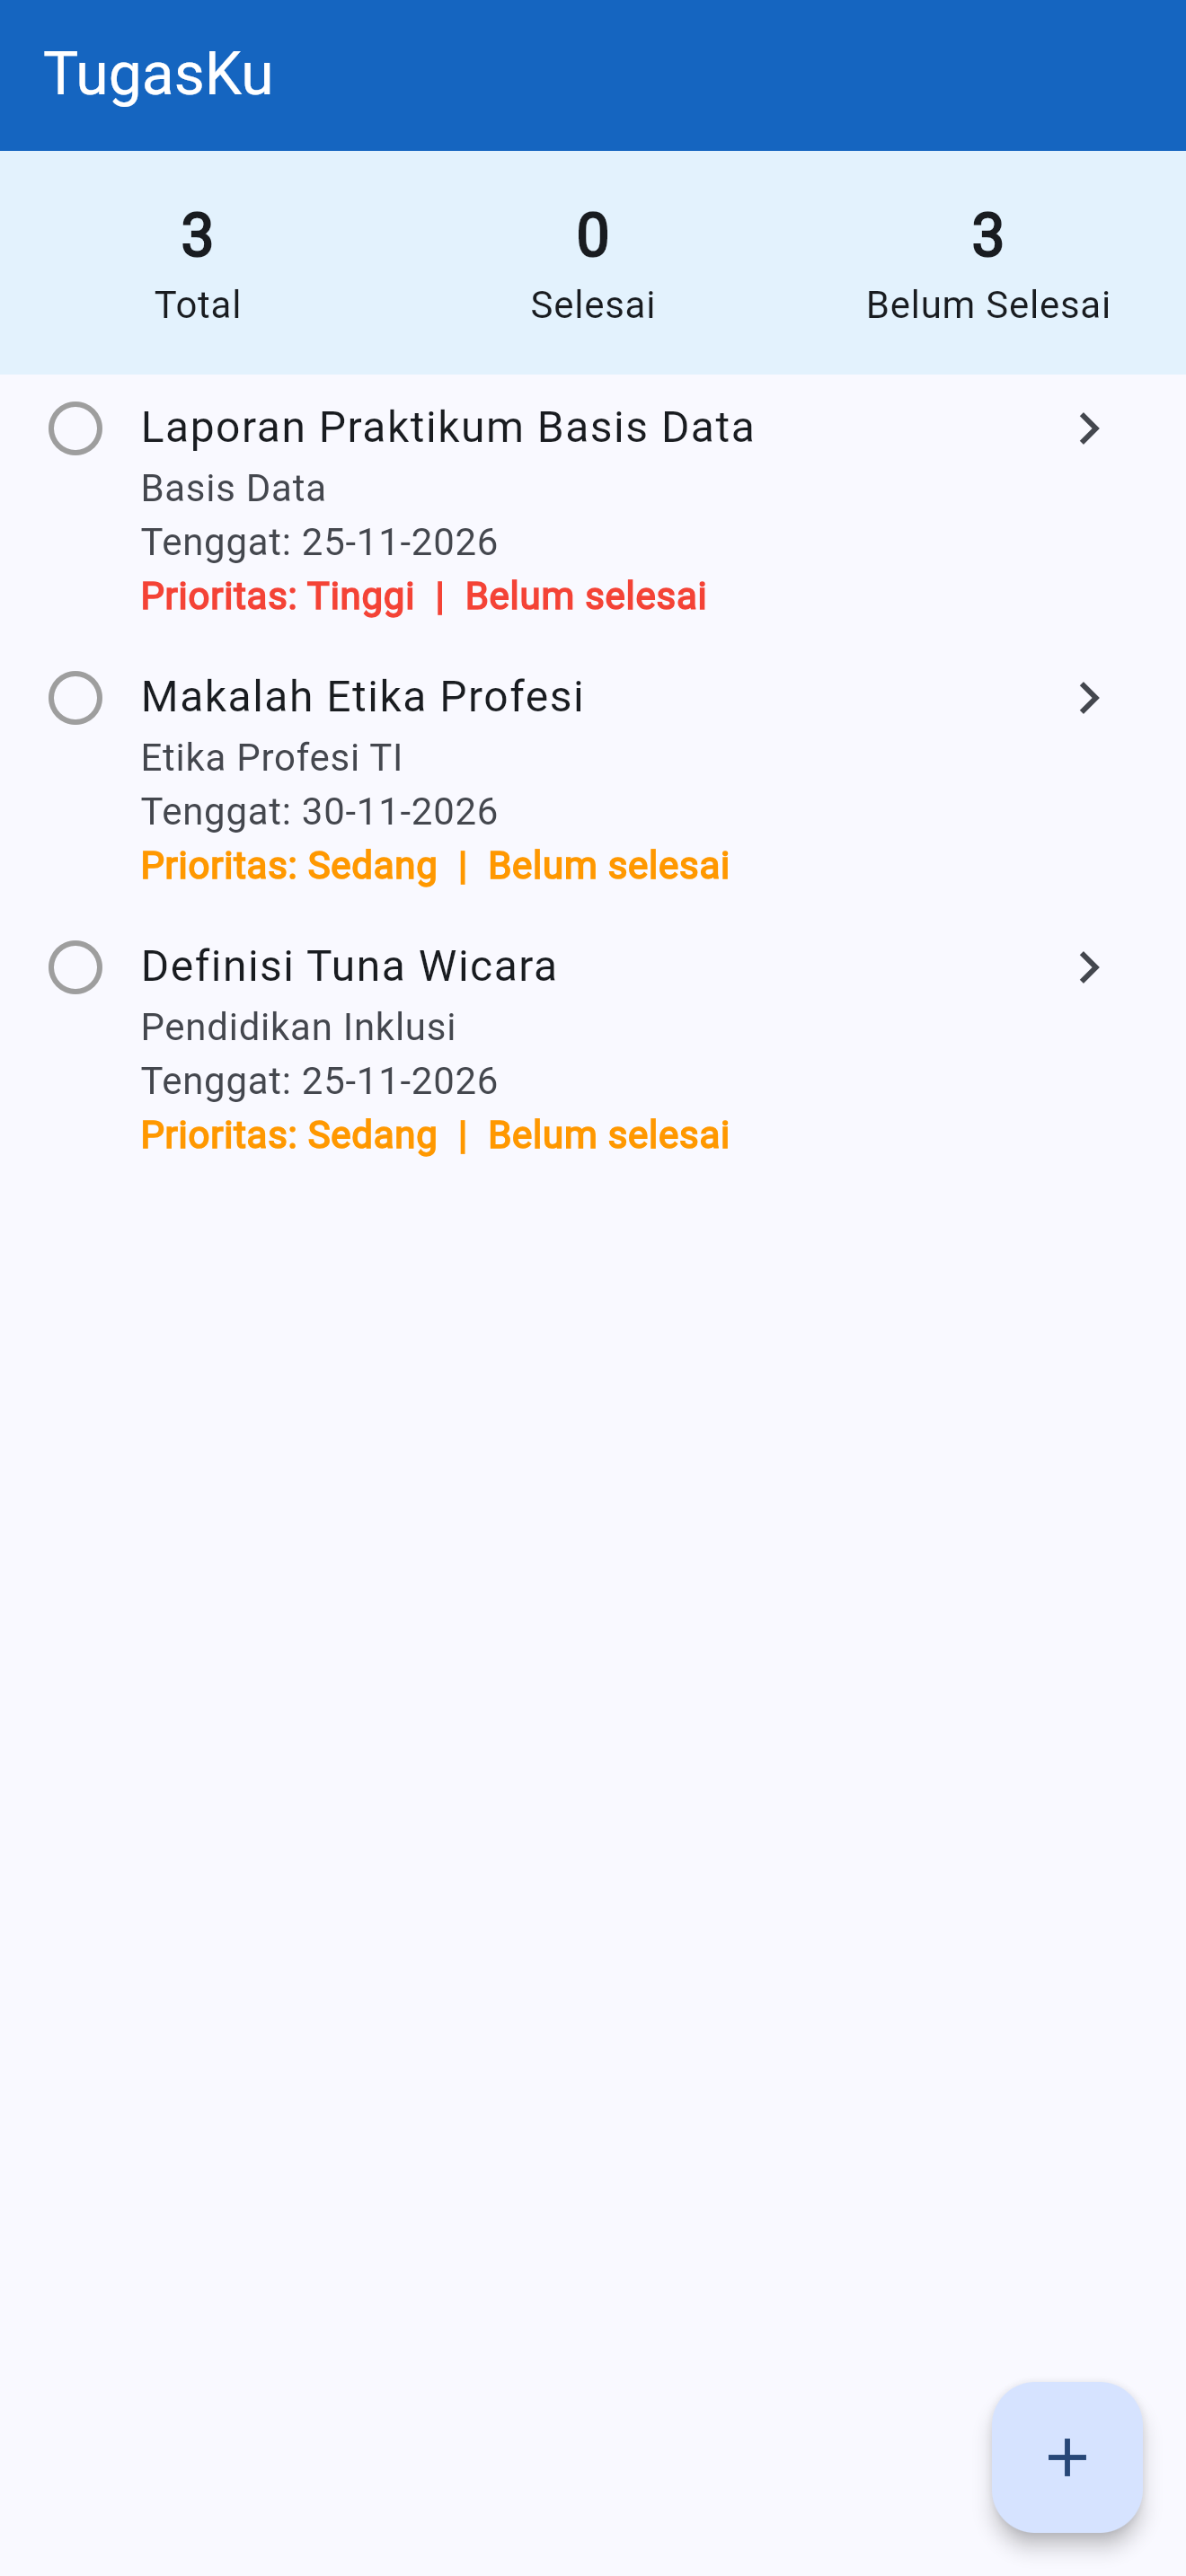 TugasKu
3 0 3
Total Selesai Belum Selesai
Laporan Praktikum Basis Data
Basis Data
Tenggat: 25-11-2026
Prioritas: Tinggi | Belum selesai
Makalah Etika Profesi
Etika Profesi TI
Tenggat: 30-11-2026
Prioritas: Sedang | Belum selesai
Definisi Tuna Wicara
Pendidikan Inklusi
Tenggat: 25-11-2026
Prioritas: Sedang | Belum selesai